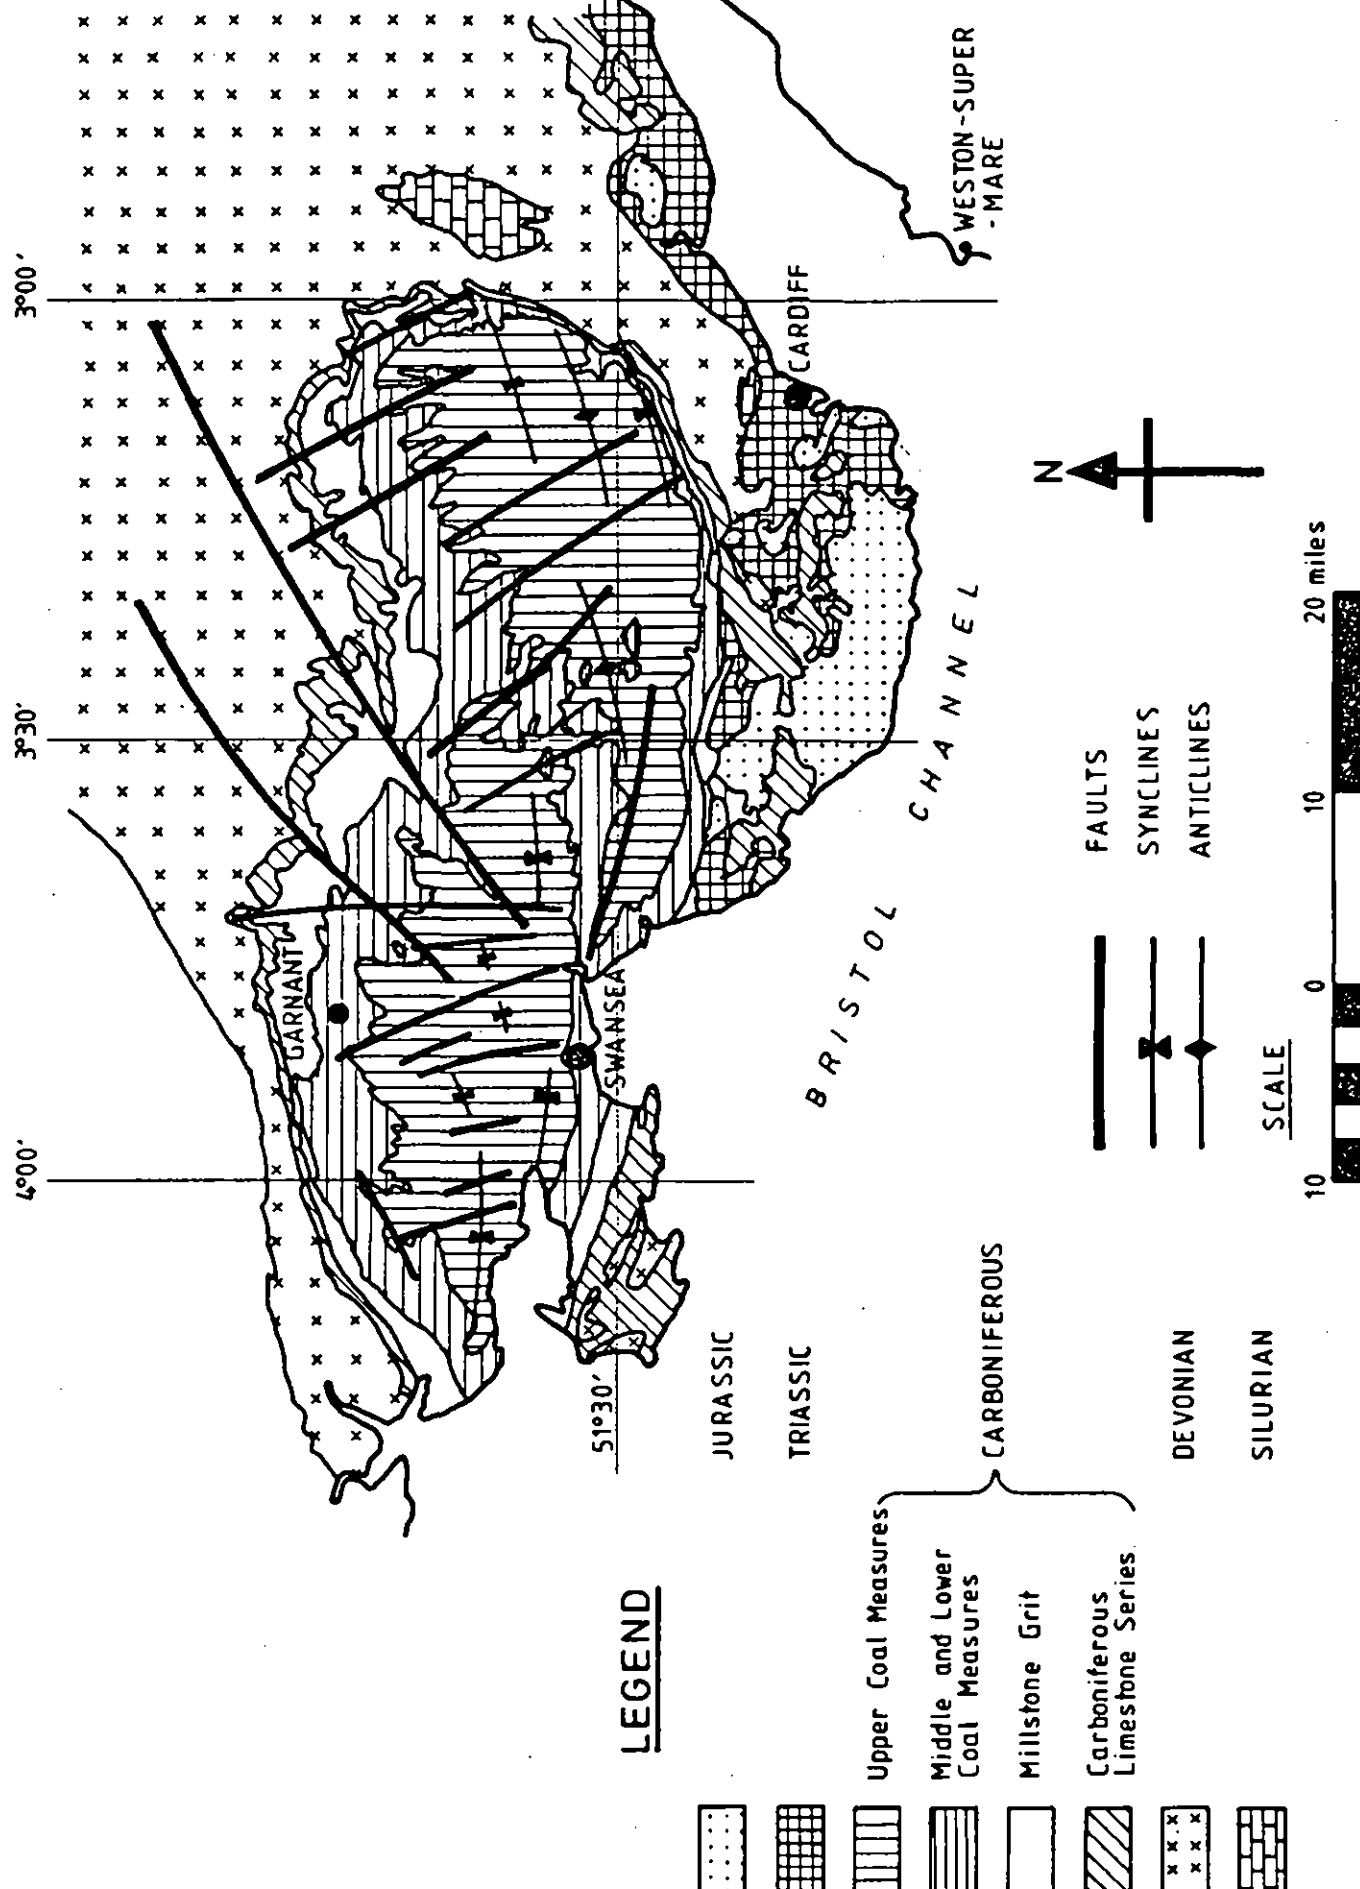 3°00′
3°30′
4°00′
51°30′
GARNANT
SWANSEA
CARDIFF
WESTON-SUPER
-MARE
BRISTOL CHANNEL
N
FAULTS
SYNCLINES
ANTICLINES
SCALE
10 0 10 20 miles
LEGEND
JURASSIC
TRIASSIC
Upper Coal Measures
Middle and Lower
Coal Measures
Millstone Grit
Carboniferous
Limestone Series
CARBONIFEROUS
DEVONIAN
SILURIAN